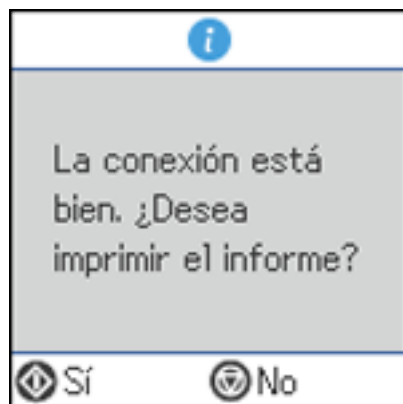 La conexión está
bien. ¿Desea
imprimir el informe?
Sí No